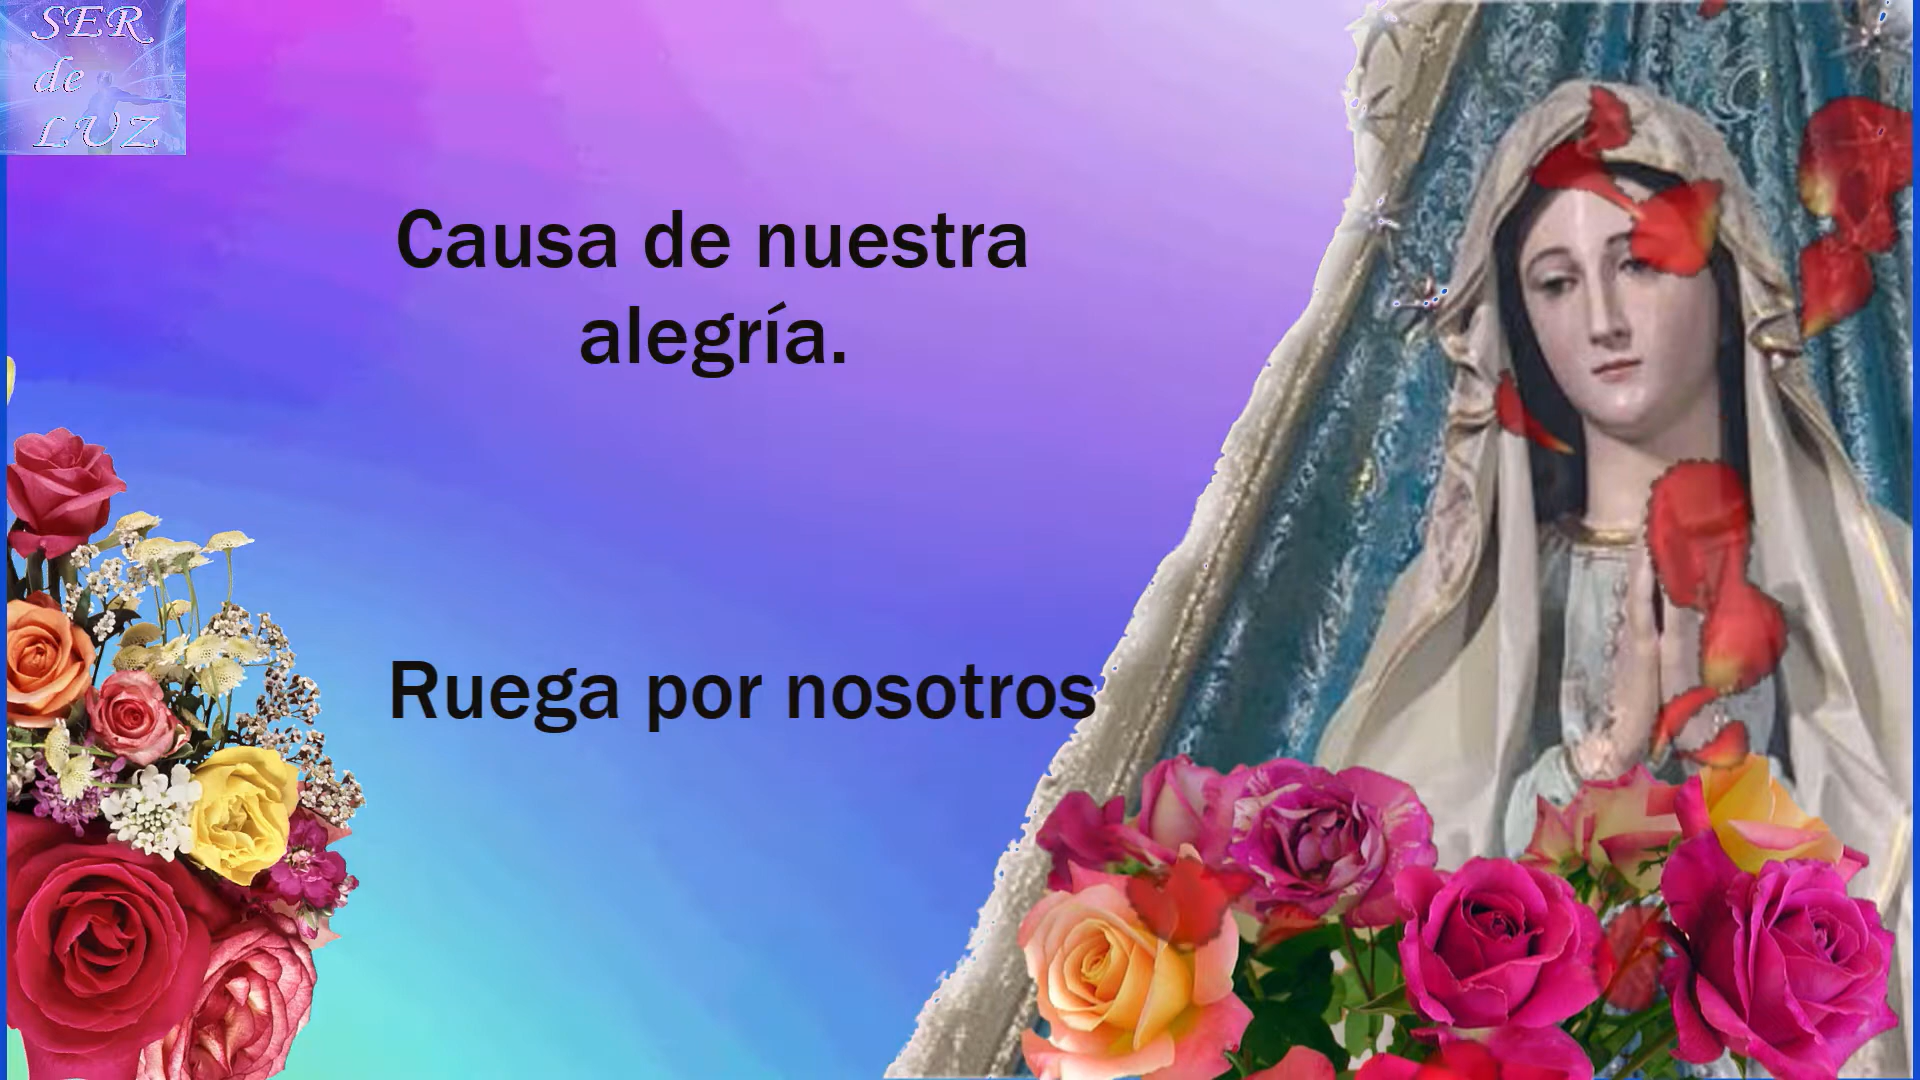 SER
de
LUZ
Causa de nuestra
alegría.
Ruega por nosotros